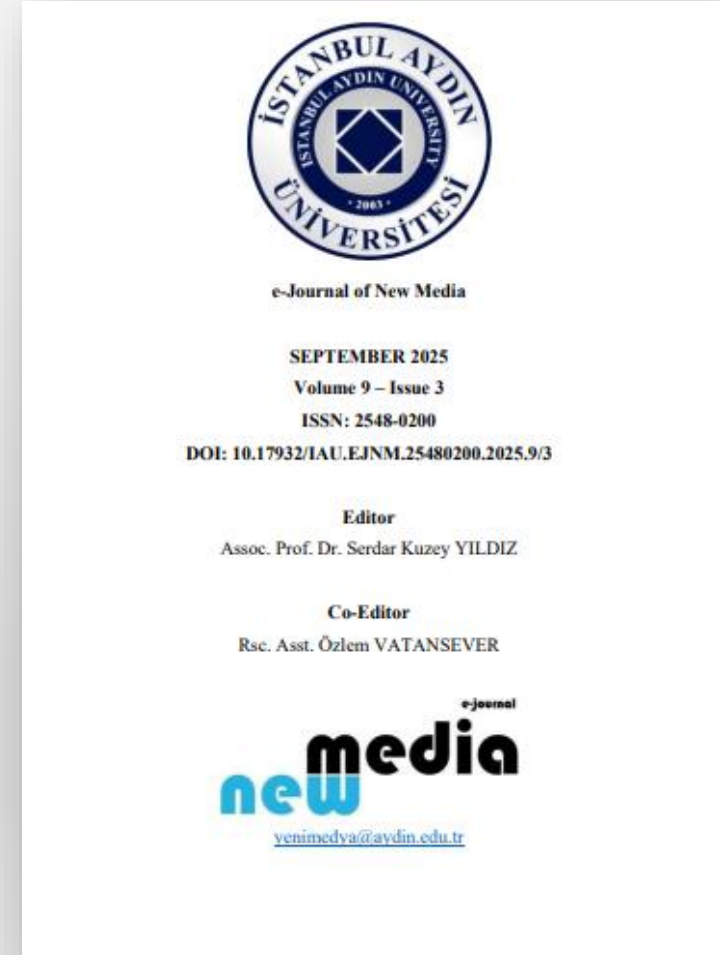 İSTANBUL AYDIN
ÜNİVERSİTESİ
ISTANBUL AYDIN UNIVERSITY
• 2003 •
e-Journal of New Media
SEPTEMBER 2025
Volume 9 – Issue 3
ISSN: 2548-0200
DOI: 10.17932/IAU.EJNM.25480200.2025.9/3
Editor
Assoc. Prof. Dr. Serdar Kuzey YILDIZ
Co-Editor
Rsc. Asst. Özlem VATANSEVER
e-journal
media
new
yenimedya@aydin.edu.tr